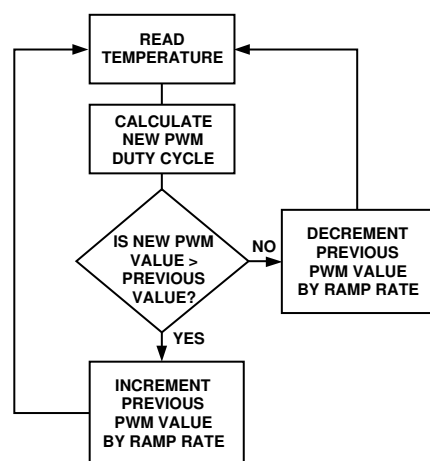 READ
TEMPERATURE
CALCULATE
NEW PWM
DUTY CYCLE
IS NEW PWM
VALUE >
PREVIOUS
VALUE?
NO
DECREMENT
PREVIOUS
PWM VALUE
BY RAMP RATE
YES
INCREMENT
PREVIOUS
PWM VALUE
BY RAMP RATE